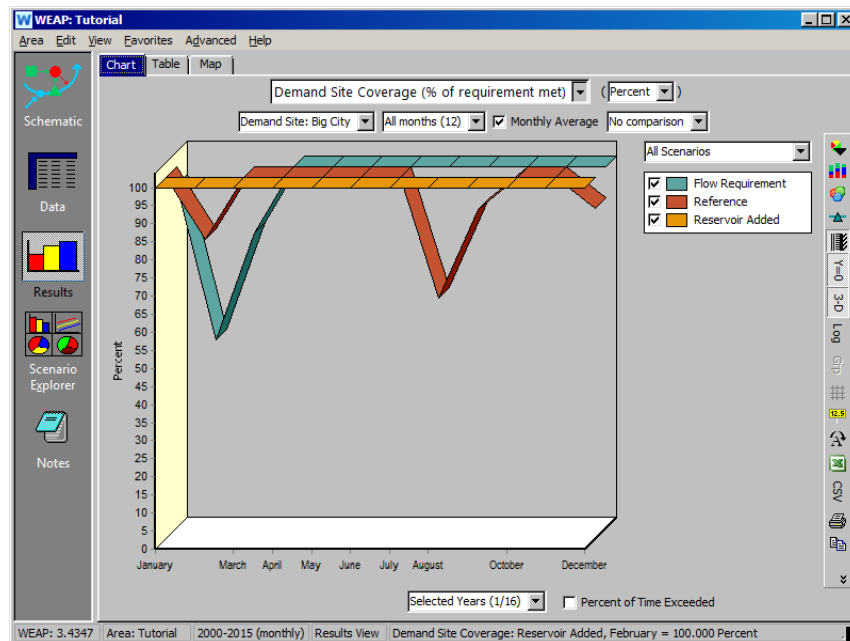 WEAP: Tutorial
Area Edit View Favorites Advanced Help
Chart Table Map
Demand Site Coverage (% of requirement met) (Percent)
Demand Site: Big City All months (12) Monthly Average No comparison
All Scenarios
Flow Requirement
Reference
Reservoir Added
Schematic
Data
Results
Scenario
Explorer
Notes
Percent
100
95
90
85
80
75
70
65
60
55
50
45
40
35
30
25
20
15
10
5
0
January March April May June July August October December
Selected Years (1/16) Percent of Time Exceeded
Y=0
3-D
Log
Grp
12.5
CSV
WEAP: 3.4347 Area: Tutorial 2000-2015 (monthly) Results View Demand Site Coverage: Reservoir Added, February = 100.000 Percent